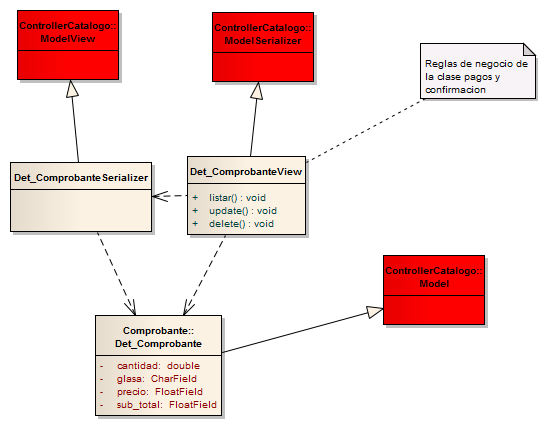 ControllerCatalogo::
ModelView
ControllerCatalogo::
ModelSerializer
Reglas de negocio de
la clase pagos y
confirmacion
Det_ComprobanteSerializer
Det_ComprobanteView
+ listar() : void
+ update() : void
+ delete() : void
ControllerCatalogo::
Model
Comprobante::
Det_Comprobante
- cantidad: double
- glasa: CharField
- precio: FloatField
- sub_total: FloatField